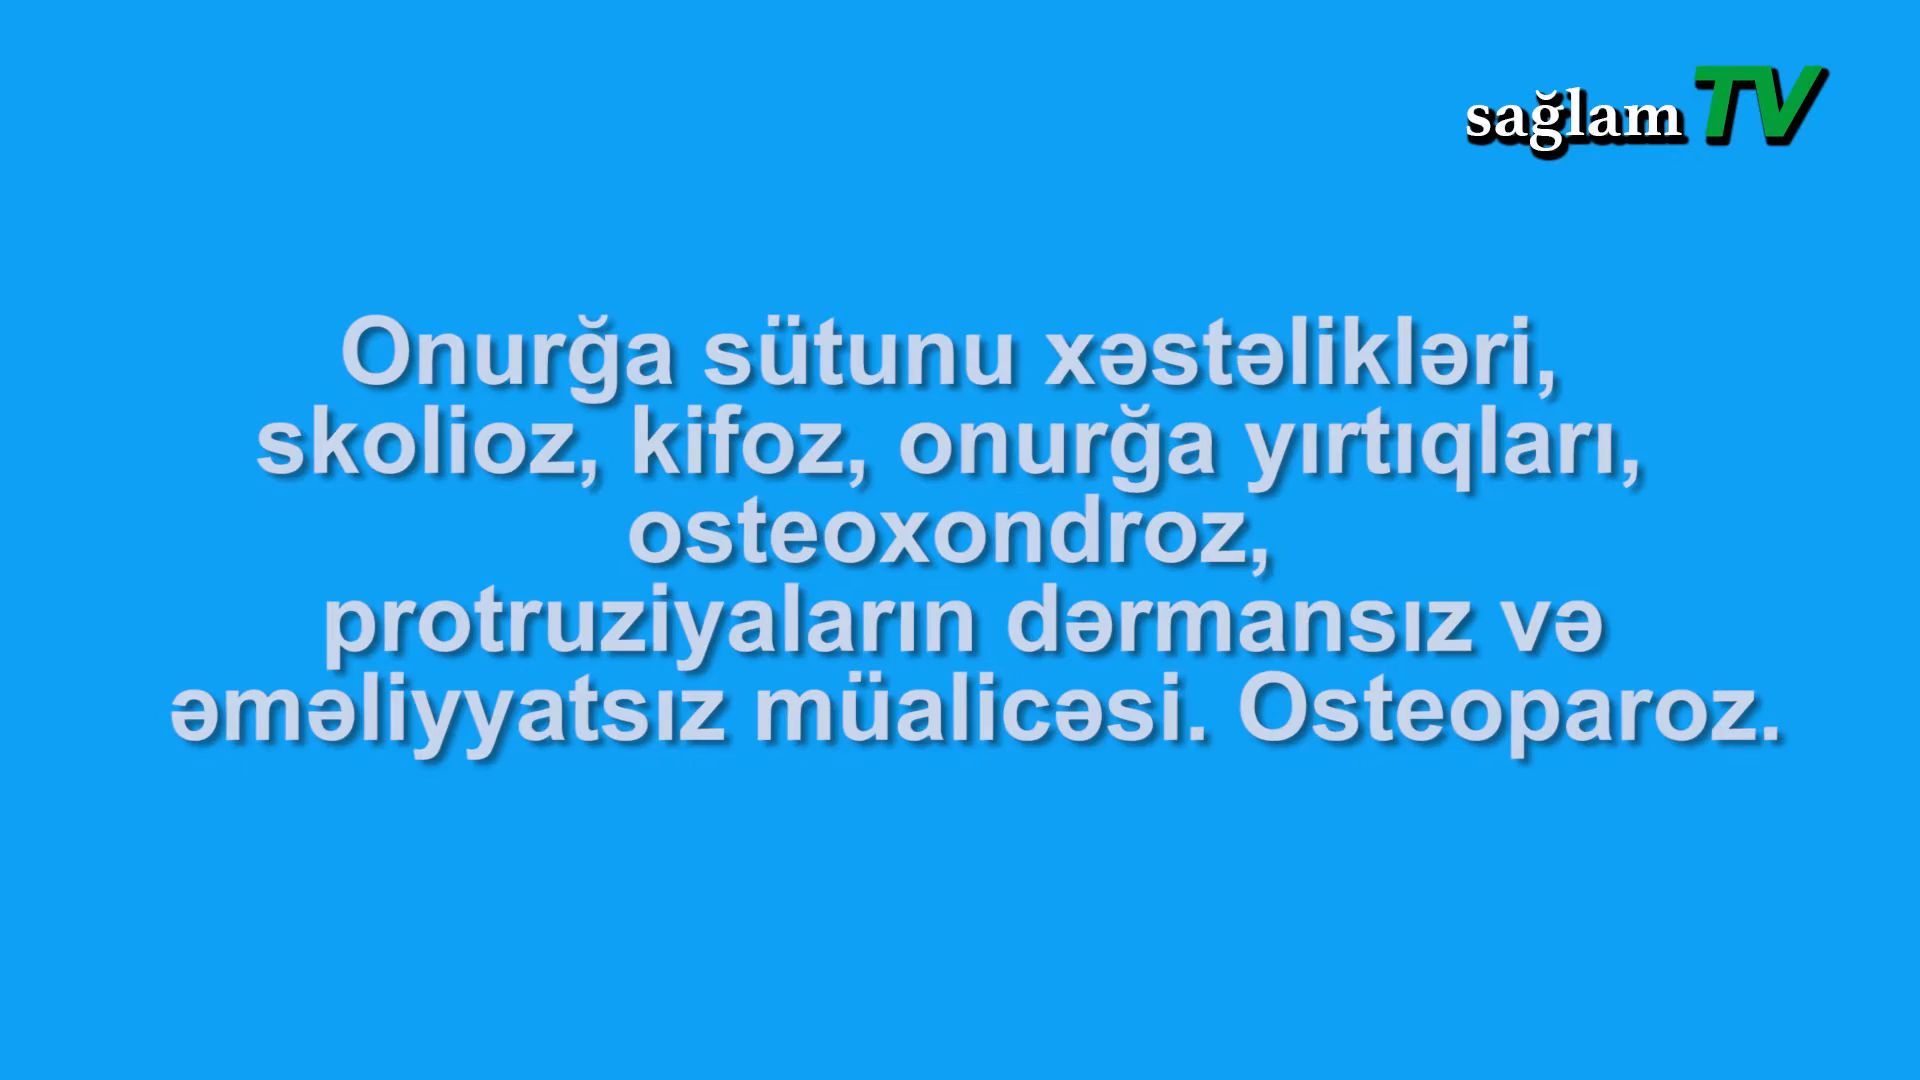 sağlam TV
Onurğa sütunu xəstəlikləri,
skolioz, kifoz, onurğa yırtıqları,
osteoxondroz,
protruziyaların dərmansız və
əməliyyatsız müalicəsi. Osteoparoz.